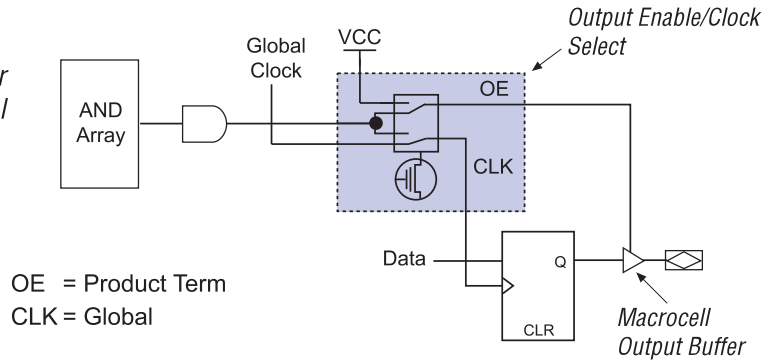 Output Enable/Clock
Select
r
l
Global
Clock
VCC
AND
Array
OE
CLK
Data
Q
CLR
OE = Product Term
CLK = Global
Macrocell
Output Buffer